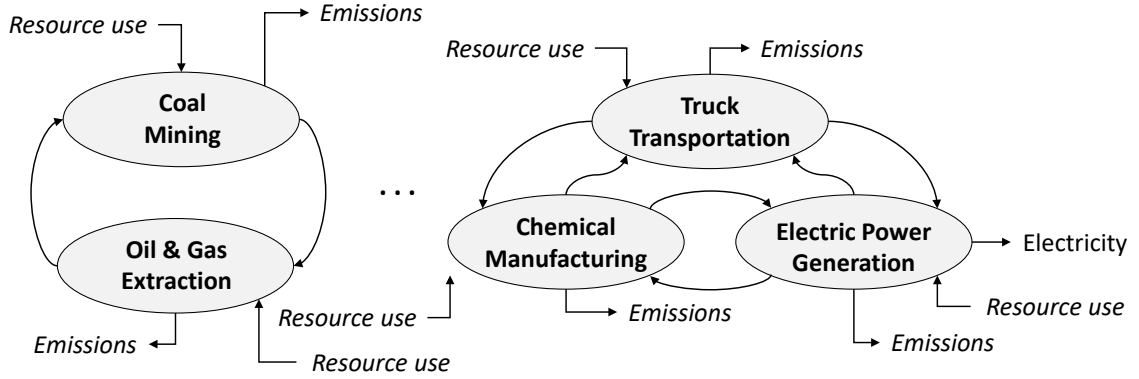 Emissions
Resource use
Coal
Mining
Oil & Gas
Extraction
Emissions
Resource use
. . .
Resource use
Emissions
Truck
Transportation
Chemical
Manufacturing
Resource use
Emissions
Electric Power
Generation
Electricity
Resource use
Emissions